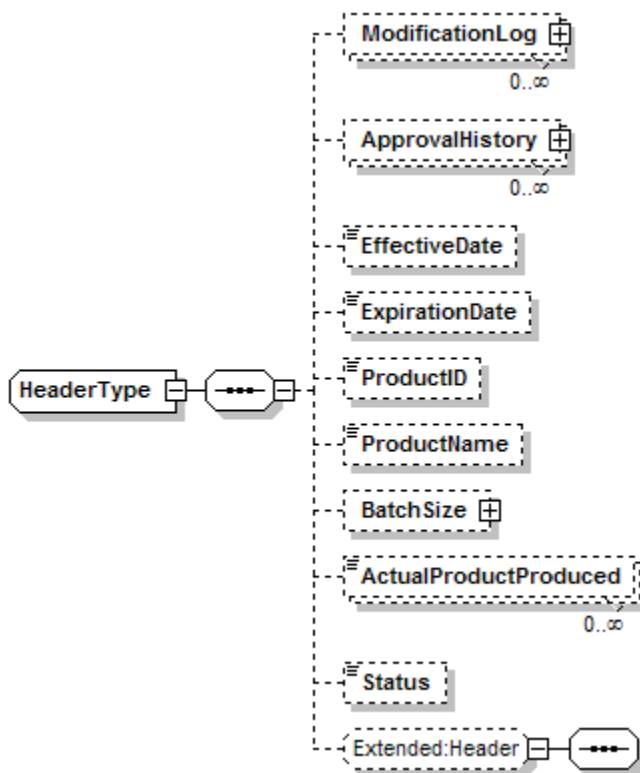 ModificationLog
0..∞
ApprovalHistory
0..∞
EffectiveDate
ExpirationDate
HeaderType
ProductID
ProductName
BatchSize
ActualProductProduced
0..∞
Status
Extended:Header